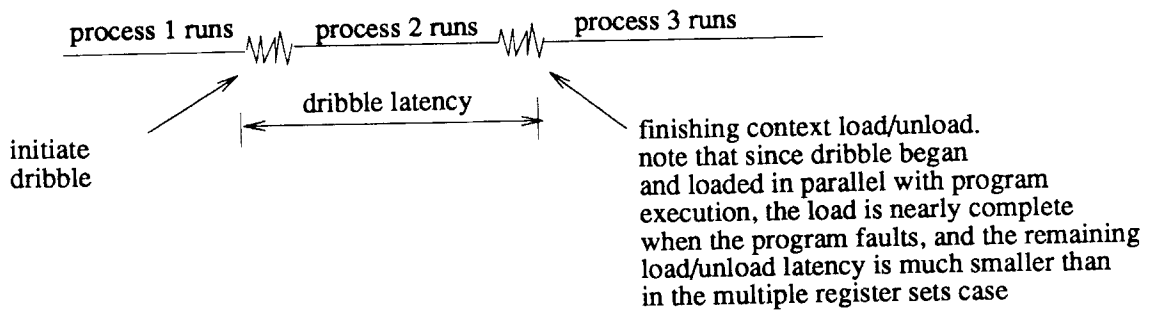 process 1 runs
process 2 runs
process 3 runs
dribble latency
initiate
dribble
finishing context load/unload.
note that since dribble began
and loaded in parallel with program
execution, the load is nearly complete
when the program faults, and the remaining
load/unload latency is much smaller than
in the multiple register sets case